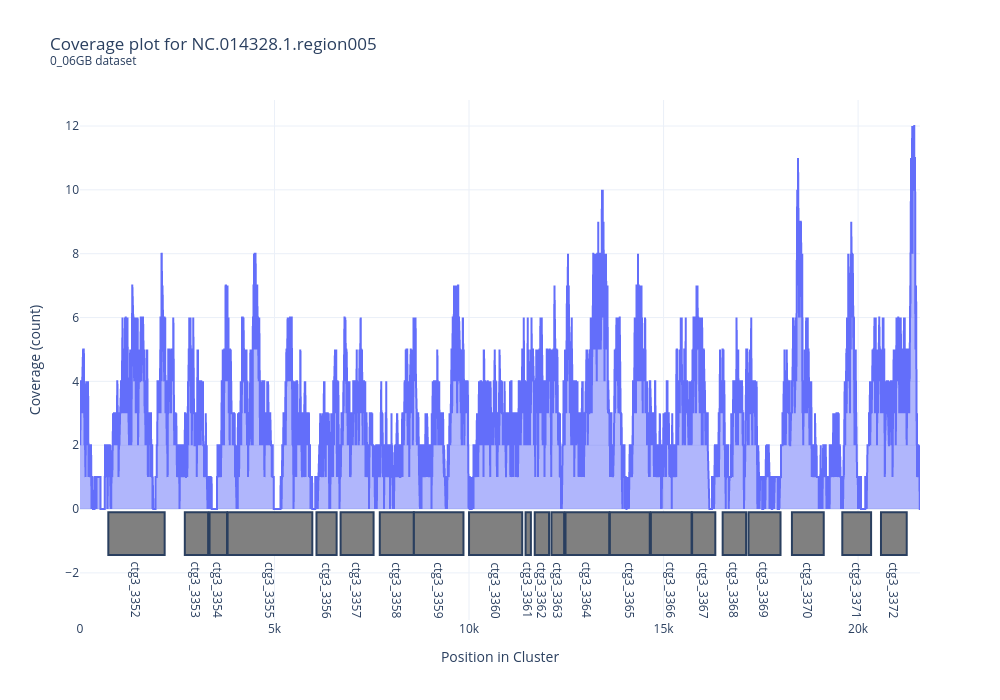 Coverage plot for NC.014328.1.region005
0_06GB dataset
12
10
8
6
4
2
0
−2
Coverage (count)
ctg3_3352
ctg3_3353
ctg3_3354
ctg3_3355
ctg3_3356
ctg3_3357
ctg3_3358
ctg3_3359
ctg3_3360
ctg3_3361
ctg3_3362
ctg3_3363
ctg3_3364
ctg3_3365
ctg3_3366
ctg3_3367
ctg3_3368
ctg3_3369
ctg3_3370
ctg3_3371
ctg3_3372
0 5k 10k 15k 20k
Position in Cluster